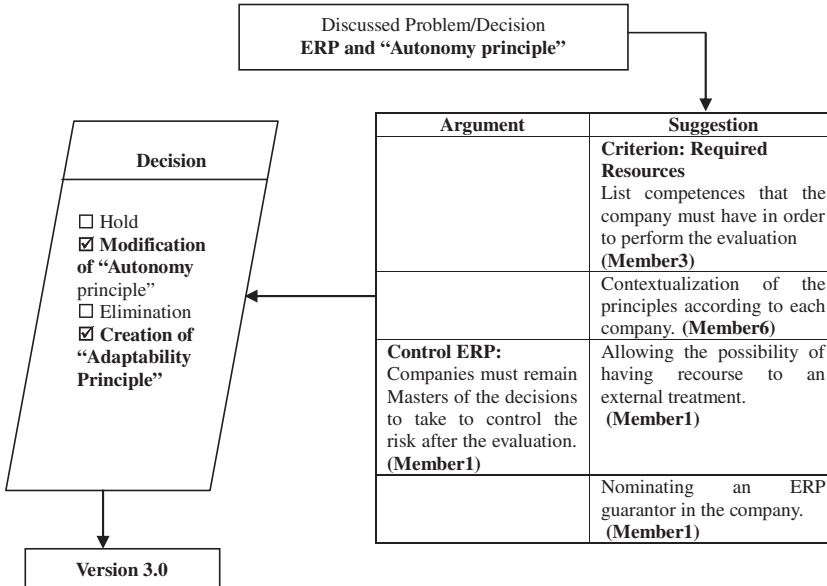 Discussed Problem/Decision
ERP and “Autonomy principle”
Argument
Suggestion
Criterion: Required
Resources
List competences that the
company must have in order
to perform the evaluation
(Member3)
Contextualization of the
principles according to each
company. (Member6)
Control ERP:
Companies must remain
Masters of the decisions
to take to control the
risk after the evaluation.
(Member1)
Allowing the possibility of
having recourse to an
external treatment.
(Member1)
Nominating an ERP
guarantor in the company.
(Member1)
Decision
☐ Hold
☑ Modification
of “Autonomy
principle”
☐ Elimination
☑ Creation of
“Adaptability
Principle”
Version 3.0